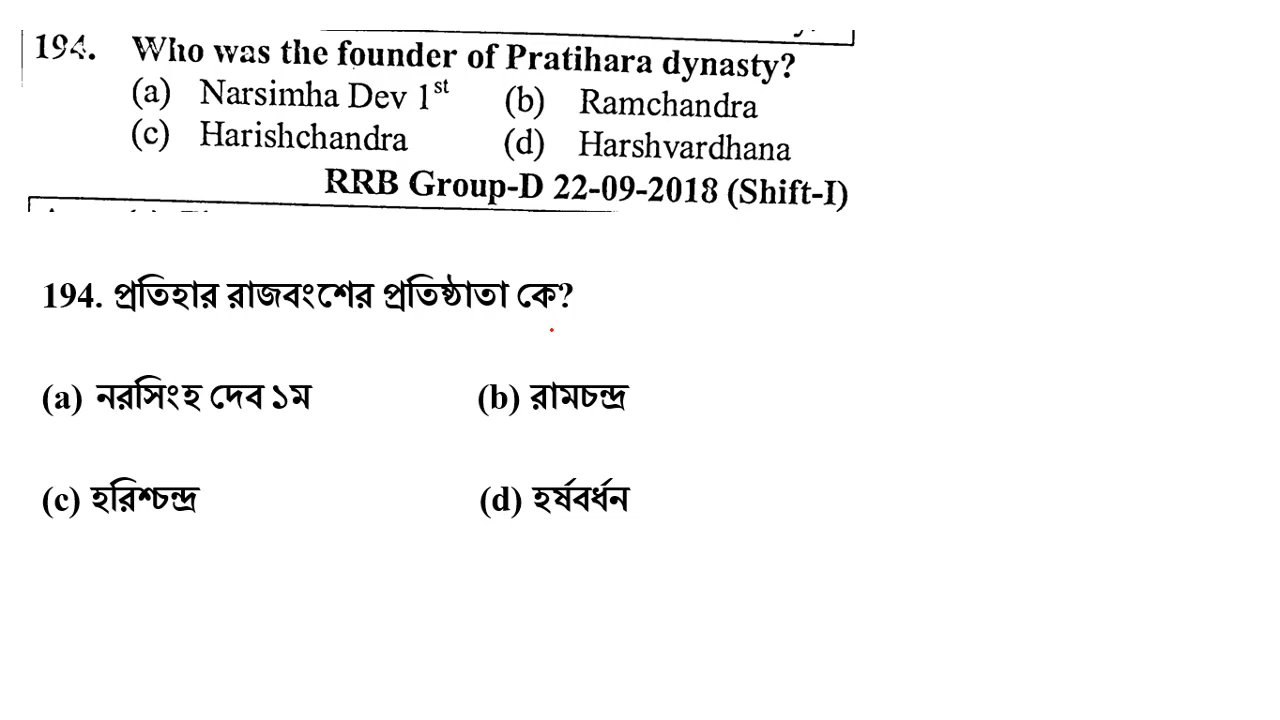 194. Who was the founder of Pratihara dynasty?
(a) Narsimha Dev 1st (b) Ramchandra
(c) Harishchandra (d) Harshvardhana
RRB Group-D 22-09-2018 (Shift-I)
194. প্রতিহার রাজবংশের প্রতিষ্ঠাতা কে?
(a) নরসিংহ দেব ১ম (b) রামচন্দ্র
(c) হরিশ্চন্দ্র (d) হর্ষবর্ধন